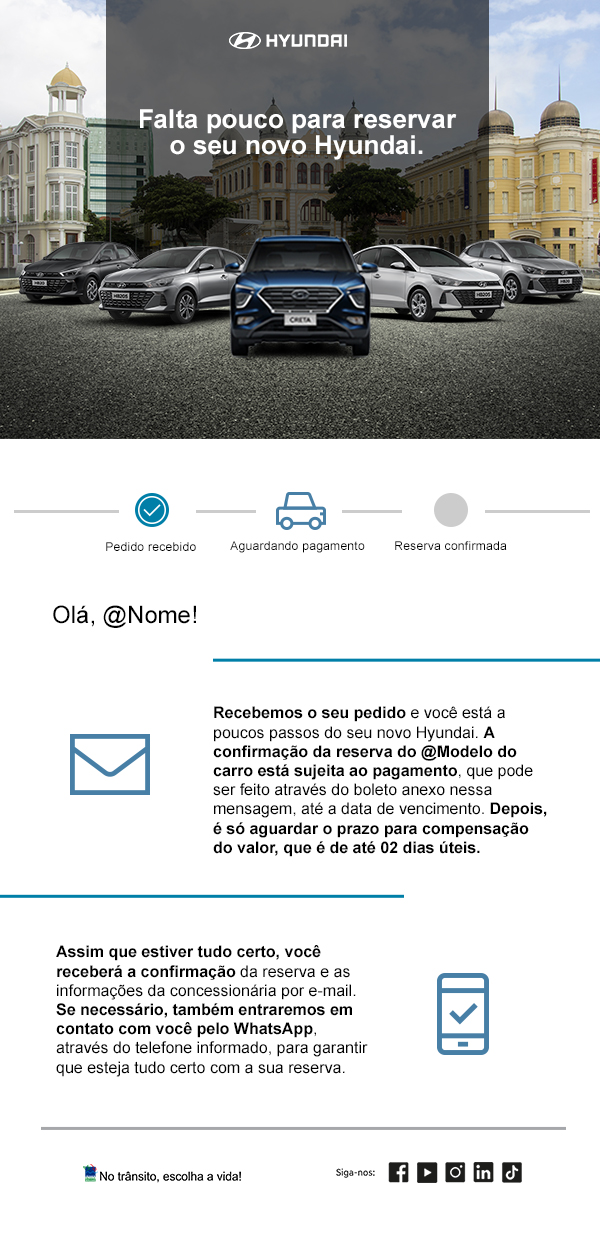 HYUNDAI
Falta pouco para reservar
o seu novo Hyundai.
HB20
HB20S
CRETA
HB20S
HB20
Pedido recebido
Aguardando pagamento
Reserva confirmada
Olá, @Nome!
Recebemos o seu pedido e você está a
poucos passos do seu novo Hyundai. A
confirmação da reserva do @Modelo do
carro está sujeita ao pagamento, que pode
ser feito através do boleto anexo nessa
mensagem, até a data de vencimento. Depois,
é só aguardar o prazo para compensação
do valor, que é de até 02 dias úteis.
Assim que estiver tudo certo, você
receberá a confirmação da reserva e as
informações da concessionária por e-mail.
Se necessário, também entraremos em
contato com você pelo WhatsApp,
através do telefone informado, para garantir
que esteja tudo certo com a sua reserva.
No trânsito, escolha a vida!
Siga-nos: